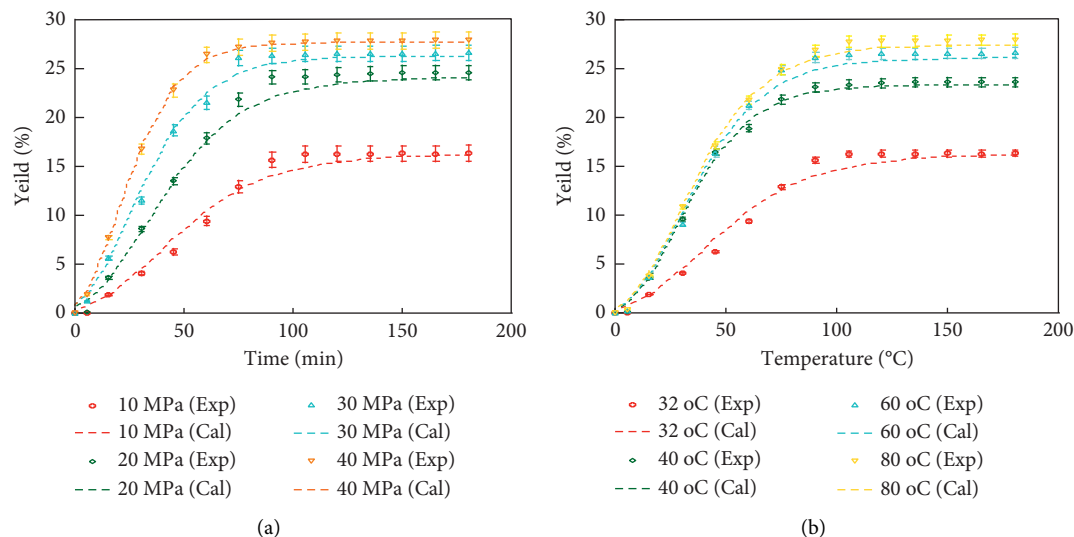 30
25
20
15
10
5
0
Yeild (%)
0 50 100 150 200
Time (min)
10 MPa (Exp) 30 MPa (Exp)
10 MPa (Cal) 30 MPa (Cal)
20 MPa (Exp) 40 MPa (Exp)
20 MPa (Cal) 40 MPa (Cal)
(a)
30
25
20
15
10
5
0
Yeild (%)
0 50 100 150 200
Temperature (°C)
32 oC (Exp) 60 oC (Exp)
32 oC (Cal) 60 oC (Cal)
40 oC (Exp) 80 oC (Exp)
40 oC (Cal) 80 oC (Cal)
(b)